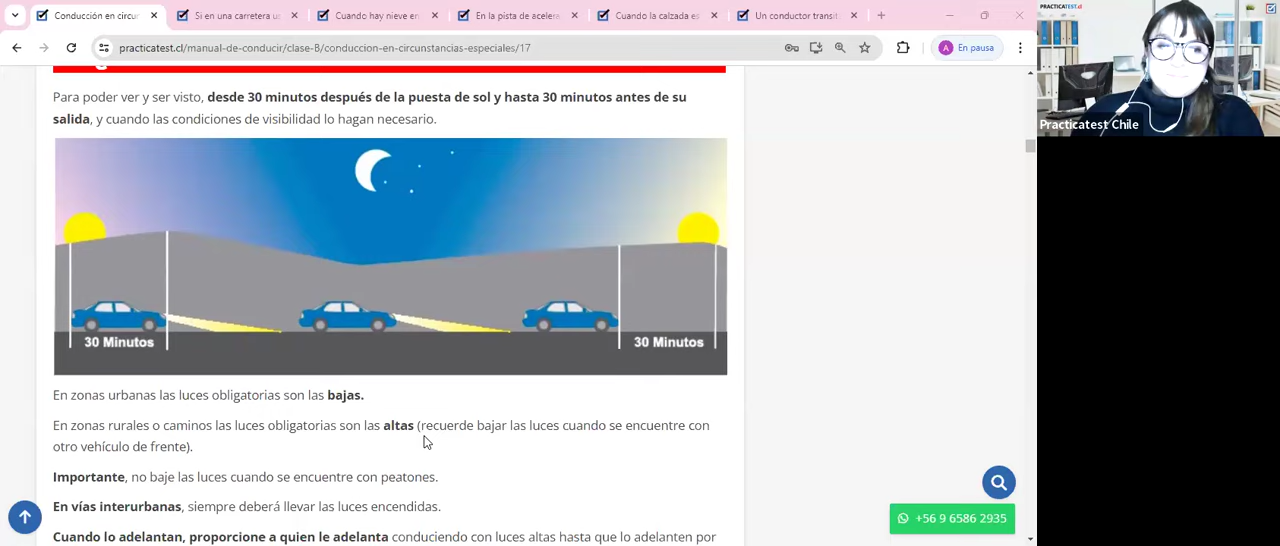 Conducción en circun
Si en una carretera us
Cuando hay nieve en
En la pista de acelera
Cuando la calzada es
Un conductor transit
practicatest.cl/manual-de-conducir/clase-B/conduccion-en-circunstancias-especiales/17
A En pausa
PRACTICATEST.cl
Practicatest Chile
Para poder ver y ser visto, desde 30 minutos después de la puesta de sol y hasta 30 minutos antes de su
salida, y cuando las condiciones de visibilidad lo hagan necesario.
30 Minutos
30 Minutos
En zonas urbanas las luces obligatorias son las bajas.
En zonas rurales o caminos las luces obligatorias son las altas (recuerde bajar las luces cuando se encuentre con
otro vehículo de frente).
Importante, no baje las luces cuando se encuentre con peatones.
En vías interurbanas, siempre deberá llevar las luces encendidas.
Cuando lo adelantan, proporcione a quien le adelanta conduciendo con luces altas hasta que lo adelanten por
+56 9 6586 2935